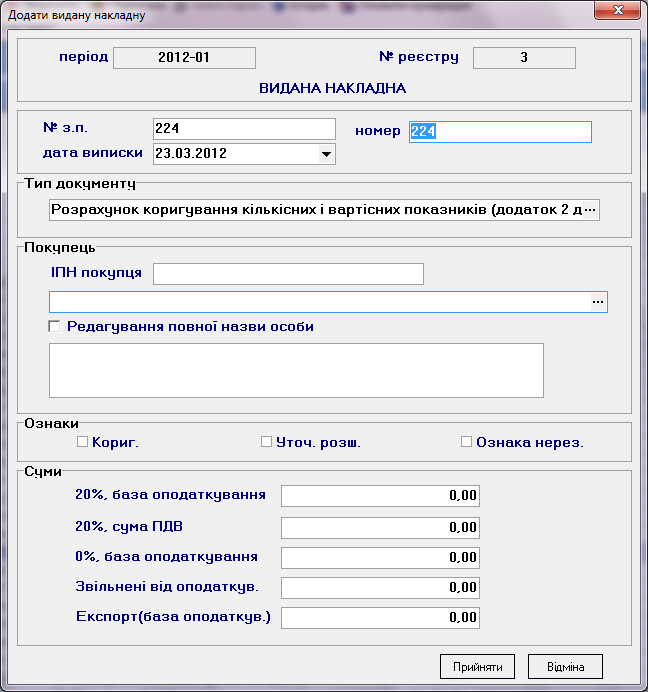 Додати видану накладну
період 2012-01 № реєстру 3
ВИДАНА НАКЛАДНА
№ з.п. 224 номер 224
дата виписки 23.03.2012
Тип документу
Розрахунок коригування кількісних і вартісних показників (додаток 2 д ...
Покупець
ІПН покупця
...
Редагування повної назви особи
Ознаки
Кориг. Уточ. розш. Ознака нерез.
Суми
20%, база оподаткування 0,00
20%, сума ПДВ 0,00
0%, база оподаткування 0,00
Звільнені від оподаткув. 0,00
Експорт(база оподаткув.) 0,00
Прийняти Відміна